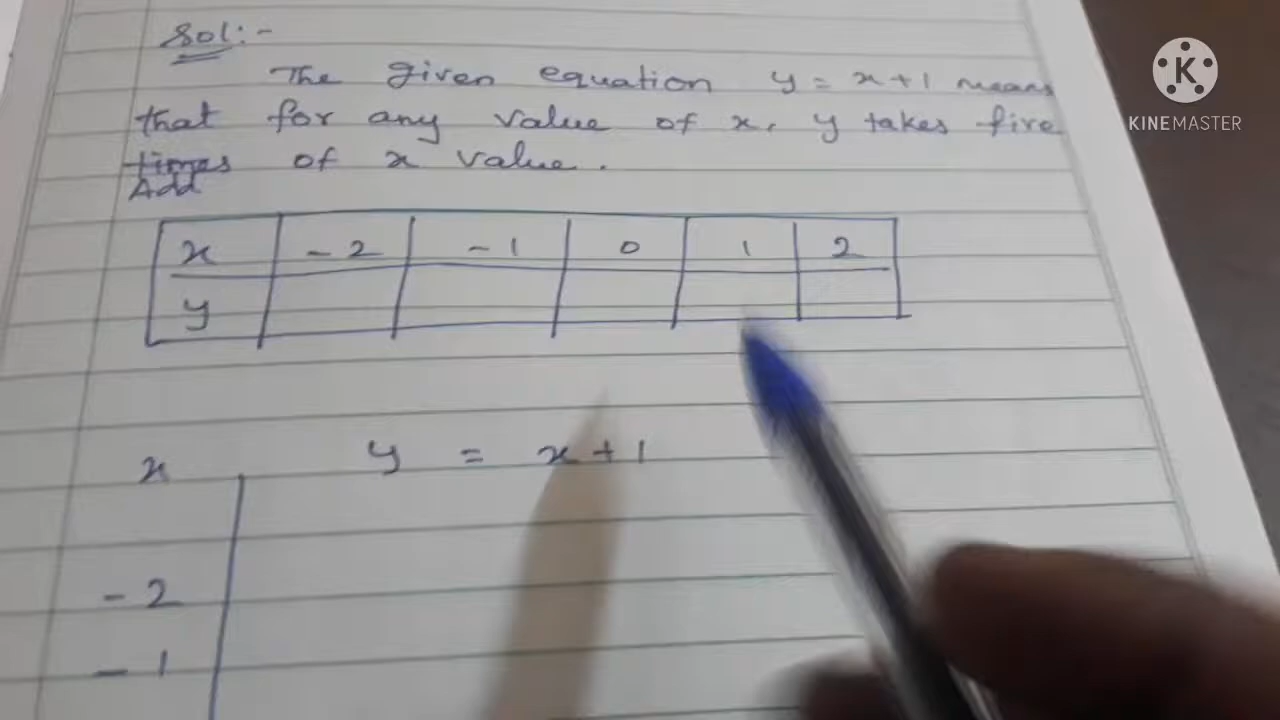 Sol:-
The given equation y = x+1 means
that for any value of x, y takes five
times of x value.
Add
x -2 -1 0 1 2
y
x y = x+1
-2
-1
K
KINEMASTER